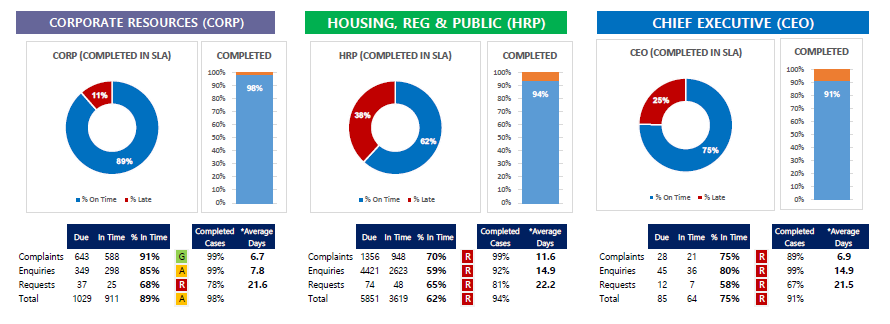 CORPORATE RESOURCES (CORP)
CORP (COMPLETED IN SLA)
11%
89%
% On Time % Late
COMPLETED
100%
90%
80%
70%
60%
50%
40%
30%
20%
10%
0%
98%
Due In Time % In Time Completed Cases *Average Days
Complaints 643 588 91% G 99% 6.7
Enquiries 349 298 85% A 99% 7.8
Requests 37 25 68% R 78% 21.6
Total 1029 911 89% A 98%
HOUSING, REG & PUBLIC (HRP)
HRP (COMPLETED IN SLA)
38%
62%
% On Time % Late
COMPLETED
100%
90%
80%
70%
60%
50%
40%
30%
20%
10%
0%
94%
Due In Time % In Time Completed Cases *Average Days
Complaints 1356 948 70% R 99% 11.6
Enquiries 4421 2623 59% R 92% 14.9
Requests 74 48 65% R 81% 22.2
Total 5851 3619 62% R 94%
CHIEF EXECUTIVE (CEO)
CEO (COMPLETED IN SLA)
25%
75%
% On Time % Late
COMPLETED
100%
90%
80%
70%
60%
50%
40%
30%
20%
10%
0%
91%
Due In Time % In Time Completed Cases *Average Days
Complaints 28 21 75% R 89% 6.9
Enquiries 45 36 80% R 99% 14.9
Requests 12 7 58% R 67% 21.5
Total 85 64 75% R 91%